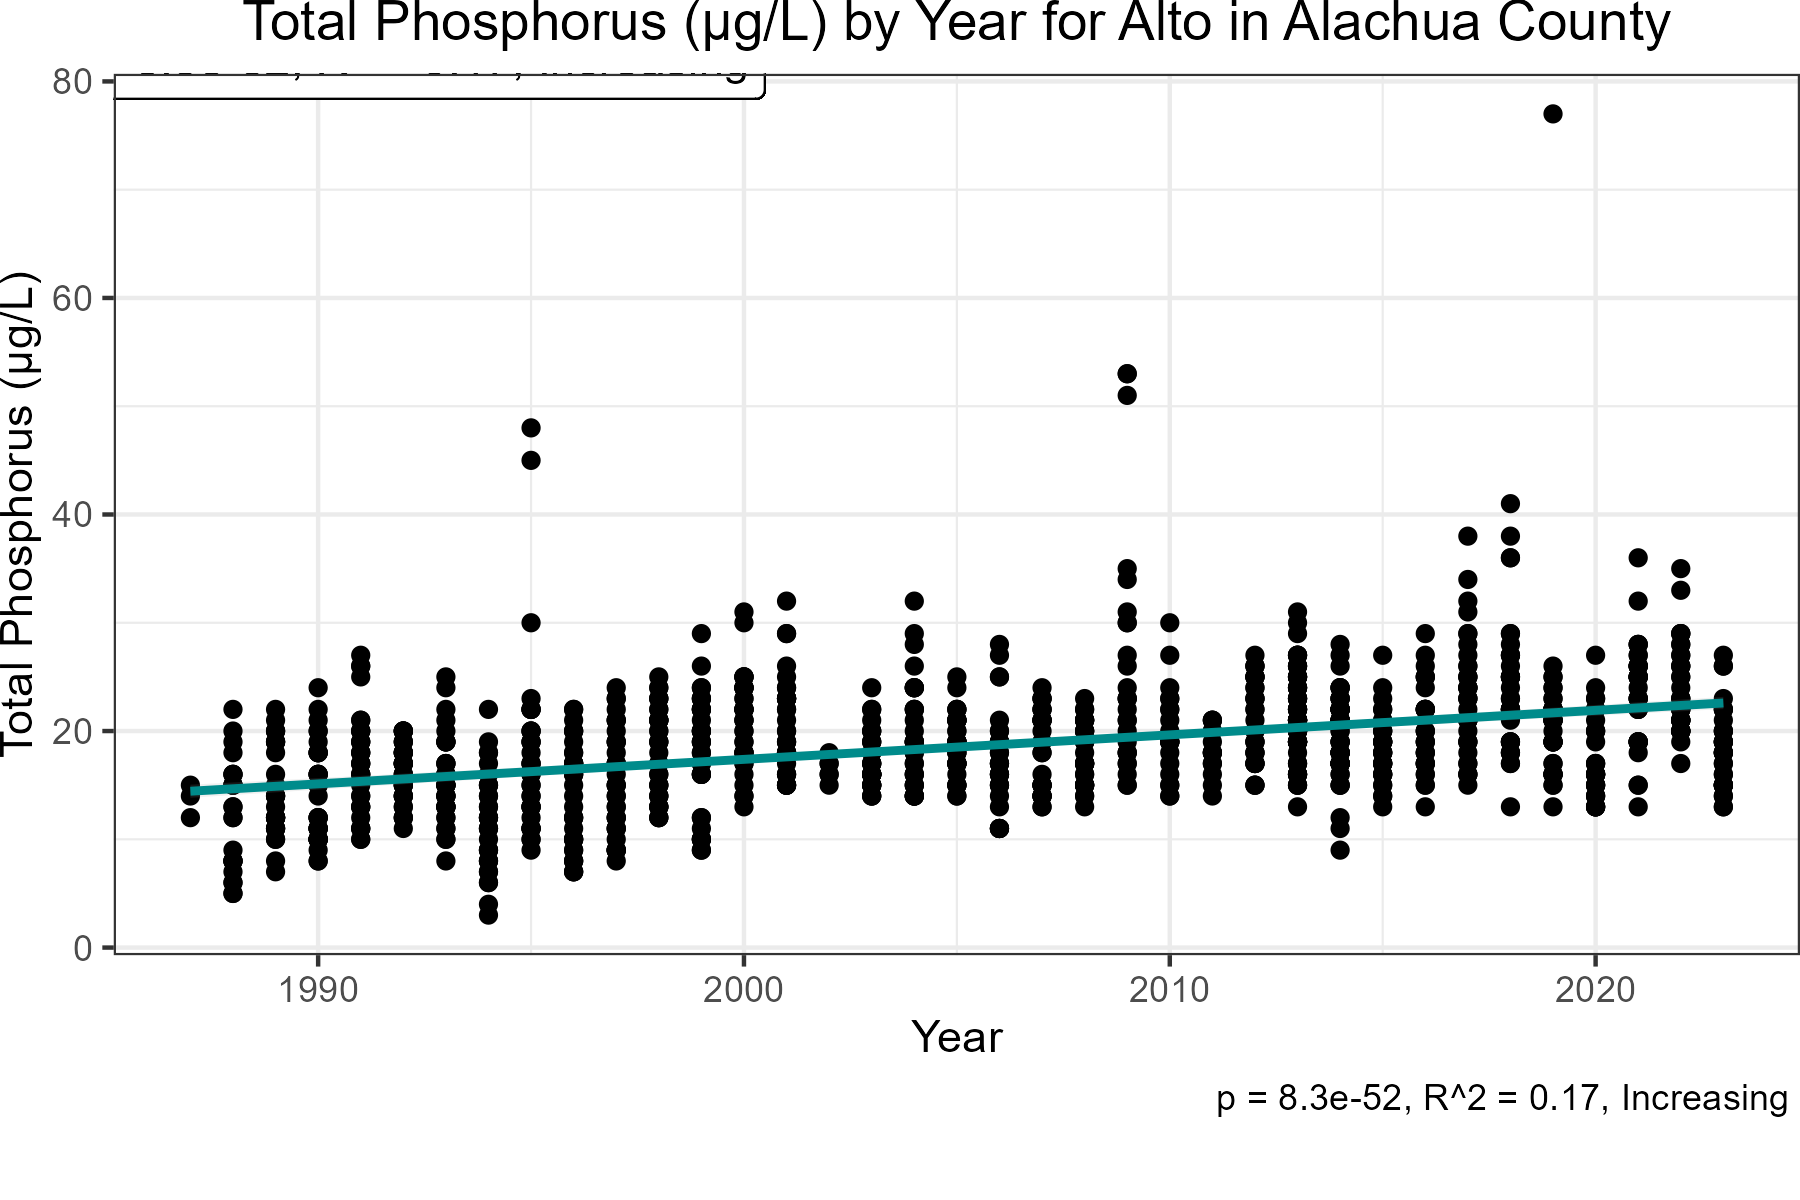 Total Phosphorus (µg/L) by Year for Alto in Alachua County
Total Phosphorus (µg/L)
80
60
40
20
0
1990 2000 2010 2020
Year
p = 8.3e-52, R^2 = 0.17, Increasing